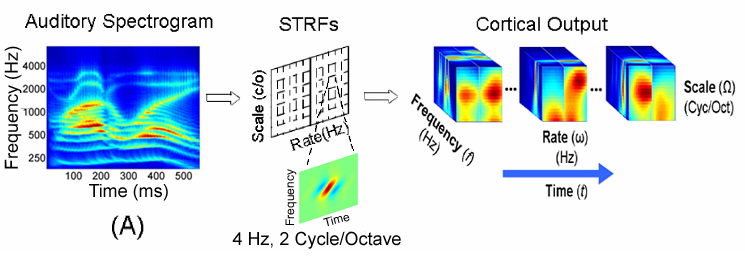 Auditory Spectrogram
Frequency (Hz)
4000
2000
1000
500
250
100 200 300 400 500
Time (ms)
(A)
STRFs
Scale (c/o)
Rate(Hz
Frequency
Time
4 Hz, 2 Cycle/Octave
Cortical Output
Frequency (f)
(Hz)
...
...
Rate (ω)
(Hz)
Scale (Ω)
(Cyc/Oct)
Time (t)